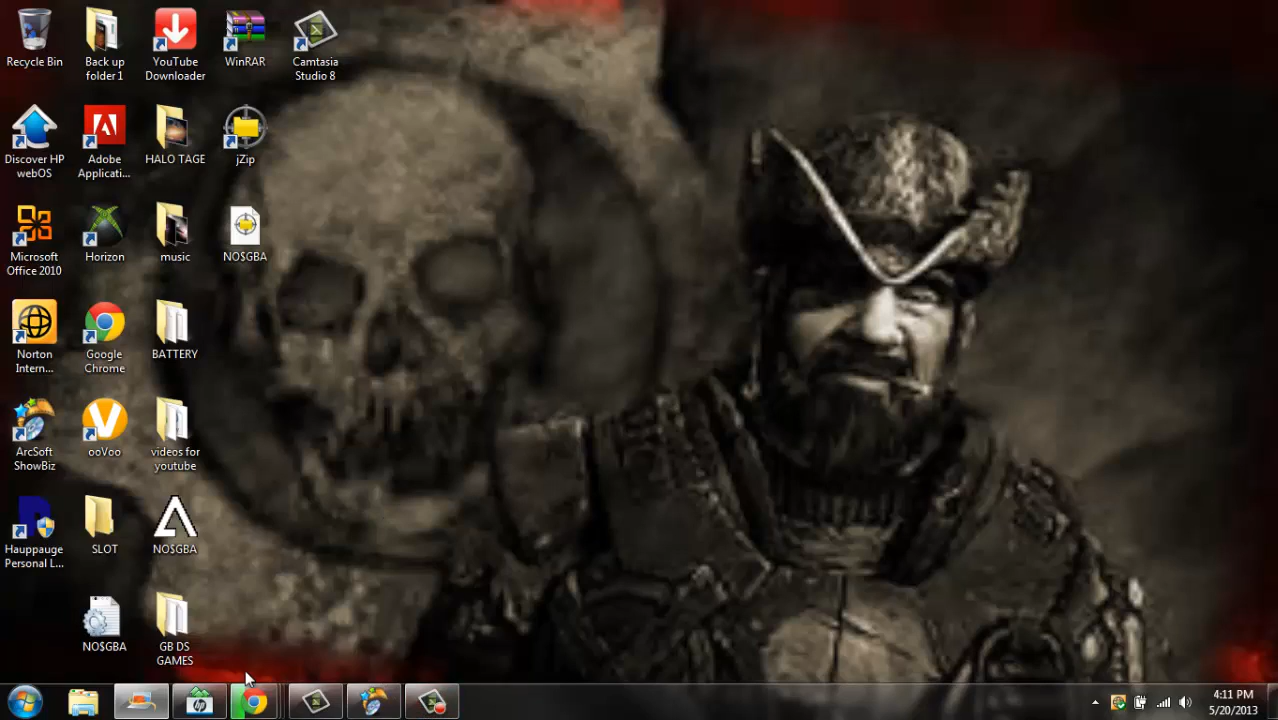 Recycle Bin
Back up
folder1
YouTube
Downloader
WinRAR
Camtasia
Studio 8
Discover HP
webOS
Adobe
Applicati...
HALO TAGE
jZip
Microsoft
Office 2010
Horizon
music
NO$GBA
Norton
Intern...
Google
Chrome
BATTERY
ArcSoft
ShowBiz
ooVoo
videos for
youtube
Hauppauge
Personal L...
SLOT
NO$GBA
NO$GBA
GB DS
GAMES
4:11 PM
5/20/2013